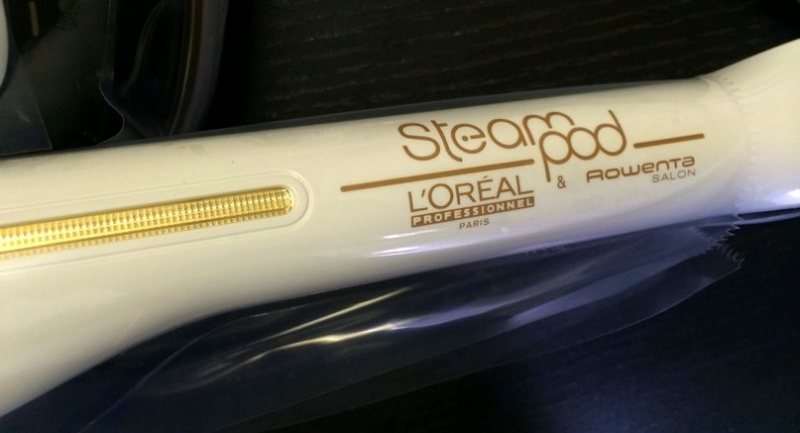 Steam
pod
L'ORÉAL
PROFESSIONNEL
PARIS
&
ROWENTA
SALON